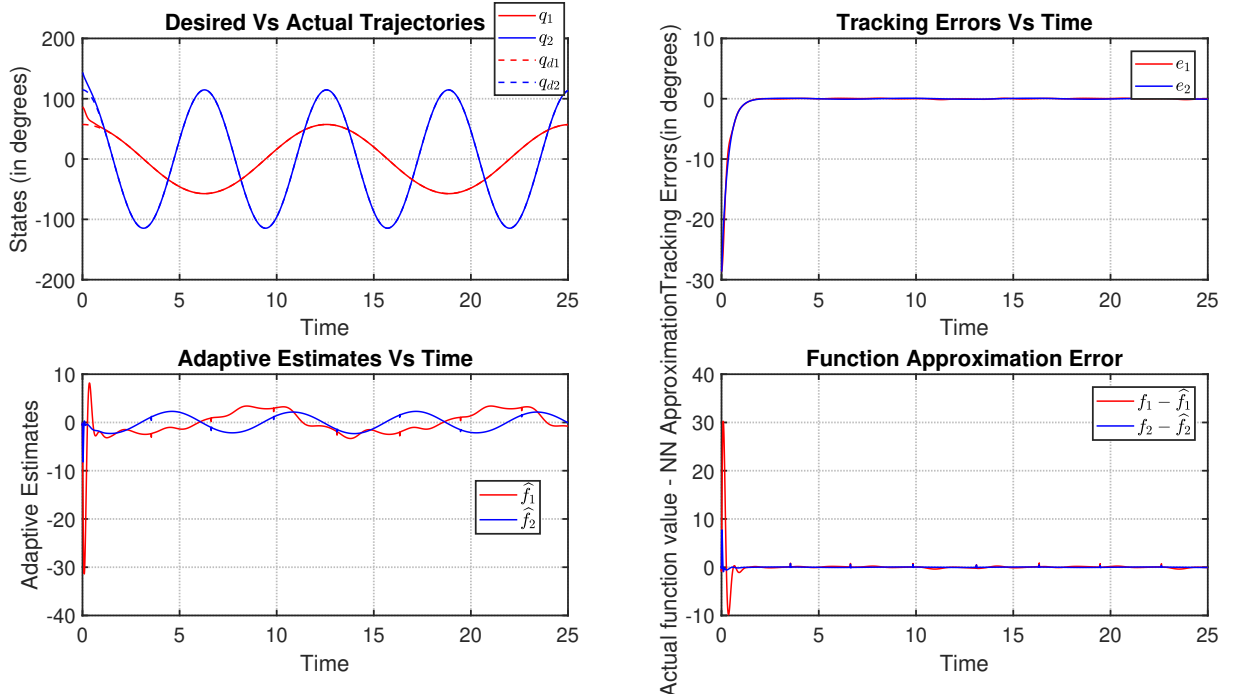 Desired Vs Actual Trajectories
States (in degrees)
200
100
0
-100
-200
0 5 10 15 20 25
Time
q1
q2
qd1
qd2
Tracking Errors Vs Time
Tracking Errors(in degrees)
10
0
-10
-20
-30
0 5 10 15 20 25
Time
e1
e2
Adaptive Estimates Vs Time
Adaptive Estimates
10
0
-10
-20
-30
-40
0 5 10 15 20 25
Time
f̂1
f̂2
Function Approximation Error
Actual function value - NN Approximation
40
30
20
10
0
-10
0 5 10 15 20 25
Time
f1 − f̂1
f2 − f̂2